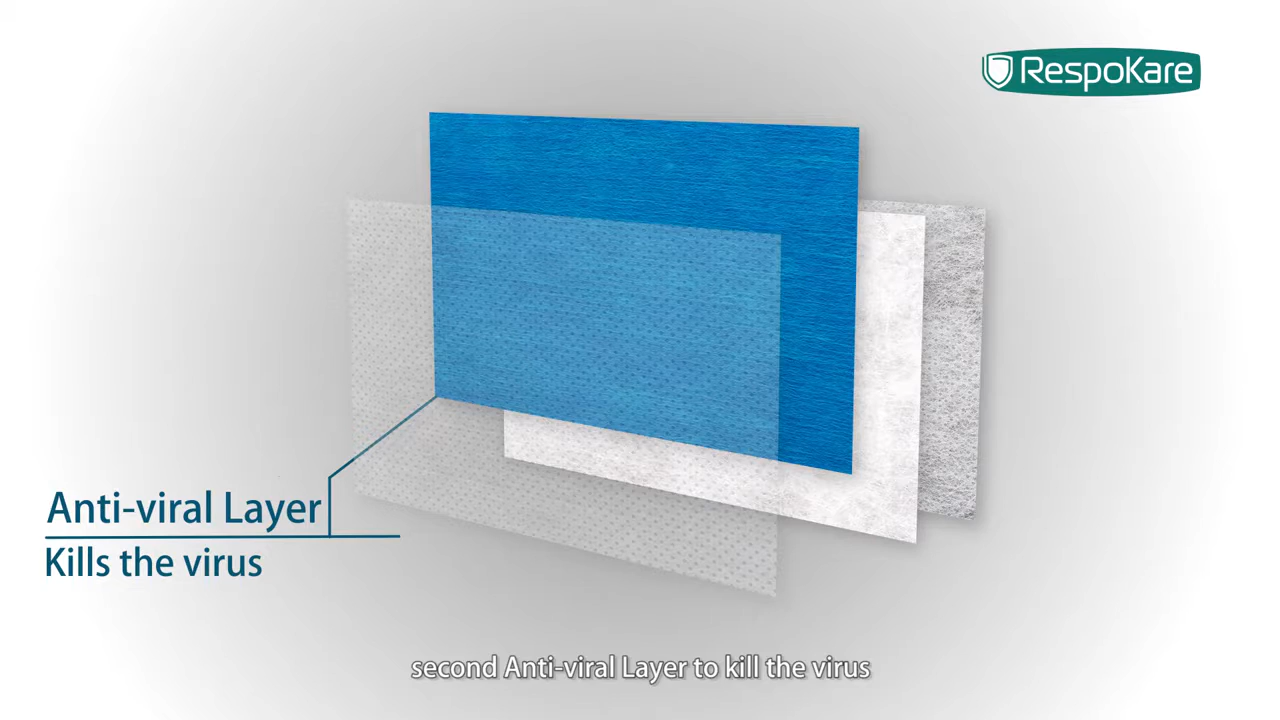 RespoKare
Anti-viral Layer
Kills the virus
second Anti-viral Layer to kill the virus